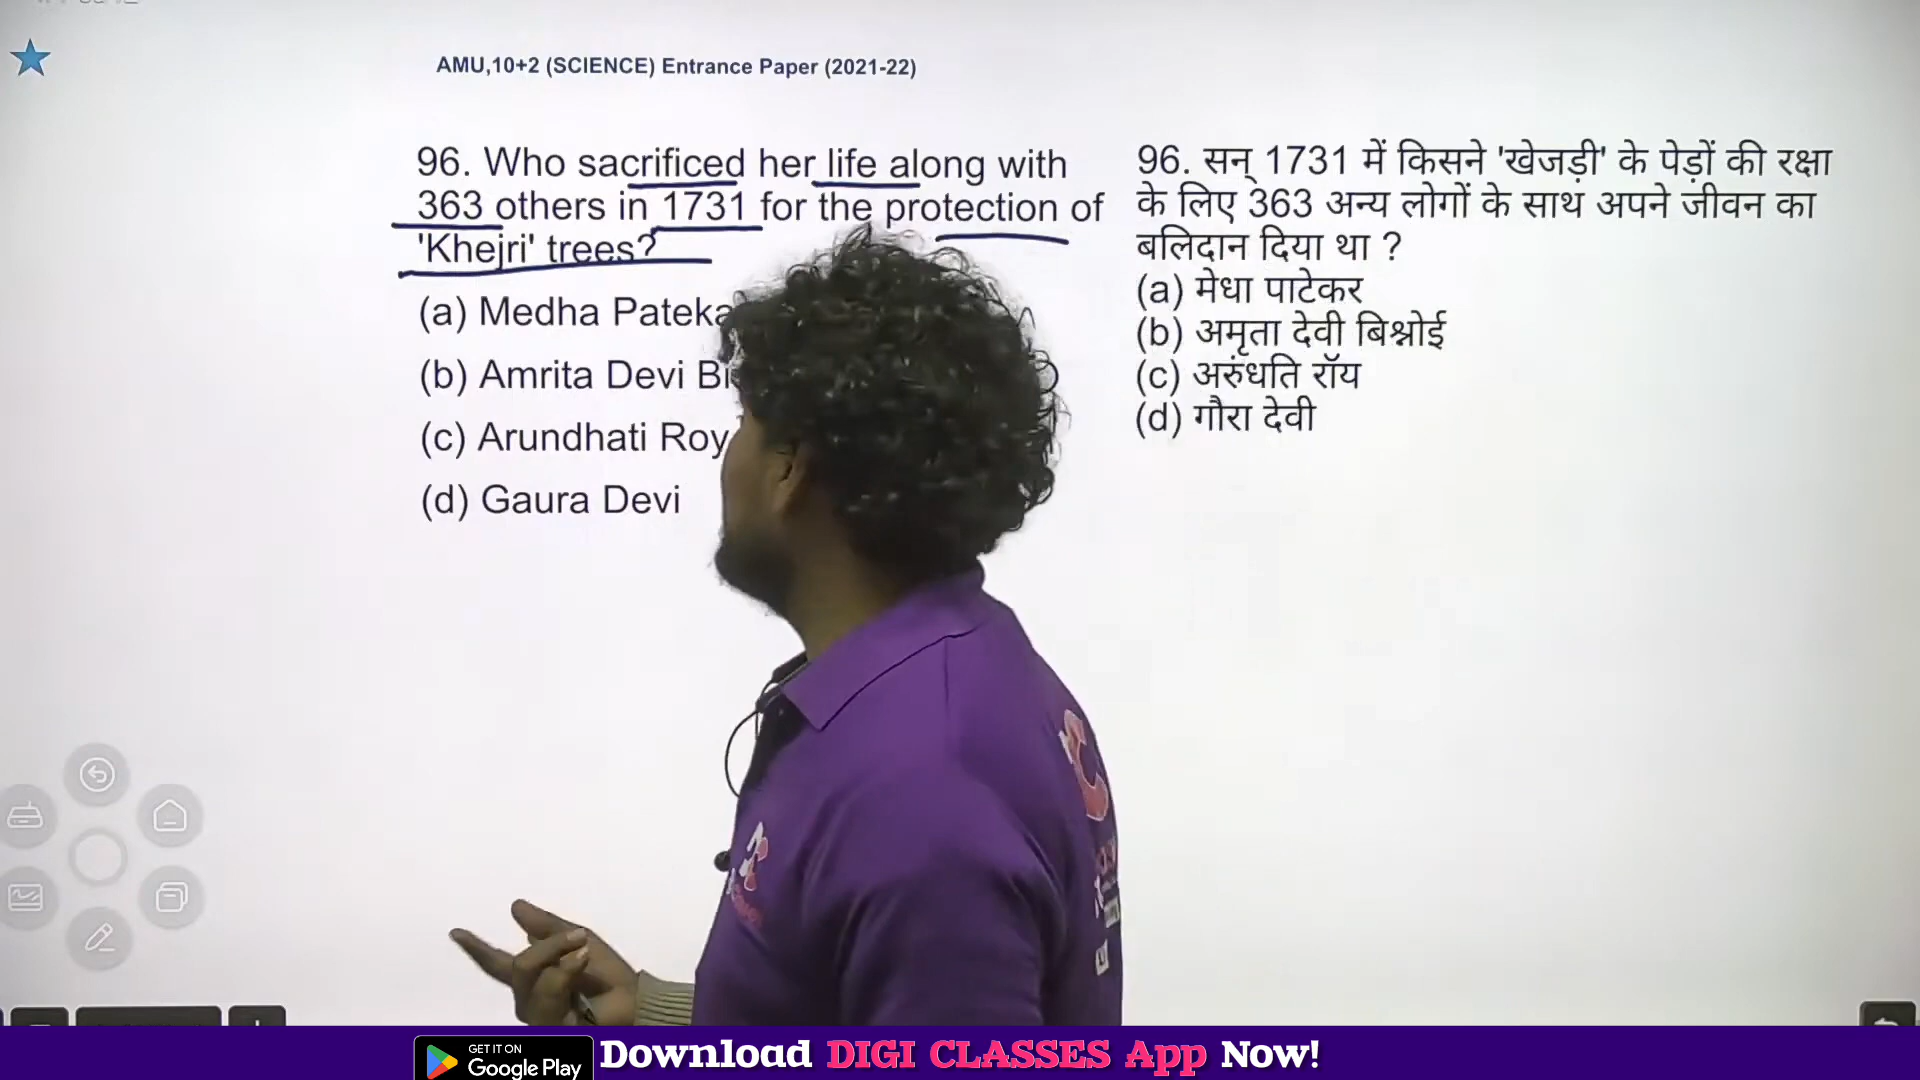 AMU,10+2 (SCIENCE) Entrance Paper (2021-22)
96. Who sacrificed her life along with
363 others in 1731 for the protection of
'Khejri' trees?
(a) Medha
(b) Amrita Devi
(c) Arundhati Roy
(d) Gaura Devi
96. सन् 1731 में किसने 'खेजड़ी' के पेड़ों की रक्षा
के लिए 363 अन्य लोगों के साथ अपने जीवन का
बलिदान दिया था ?
(a) मेधा पाटेकर
(b) अमृता देवी बिश्नोई
(c) अरुंधति रॉय
(d) गौरा देवी
GET IT ON
Google Play
Download DIGI CLASSES App Now!